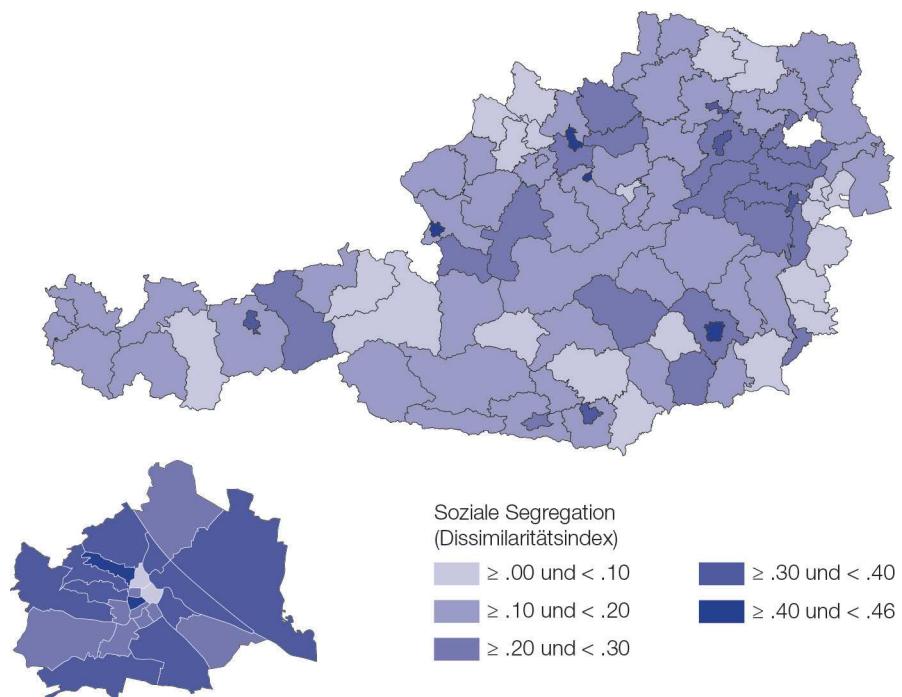 Soziale Segregation
(Dissimilaritätsindex)
≥ .00 und < .10
≥ .10 und < .20
≥ .20 und < .30
≥ .30 und < .40
≥ .40 und < .46